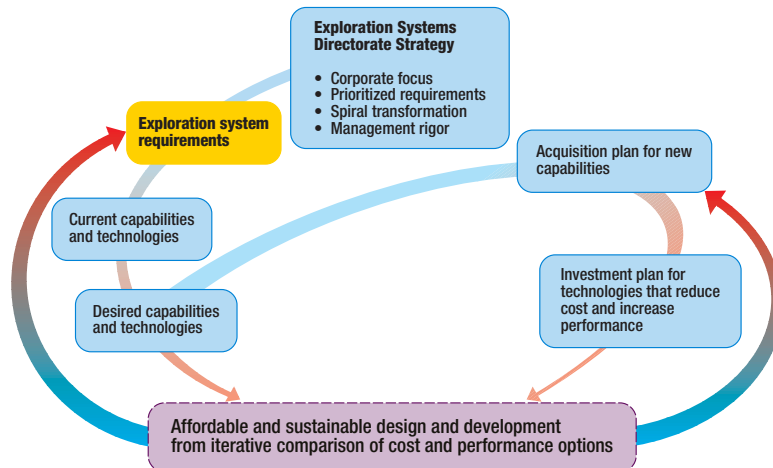 Exploration Systems
Directorate Strategy
• Corporate focus
• Prioritized requirements
• Spiral transformation
• Management rigor
Exploration system
requirements
Acquisition plan for new
capabilities
Current capabilities
and technologies
Desired capabilities
and technologies
Investment plan for
technologies that reduce
cost and increase
performance
Affordable and sustainable design and development
from iterative comparison of cost and performance options